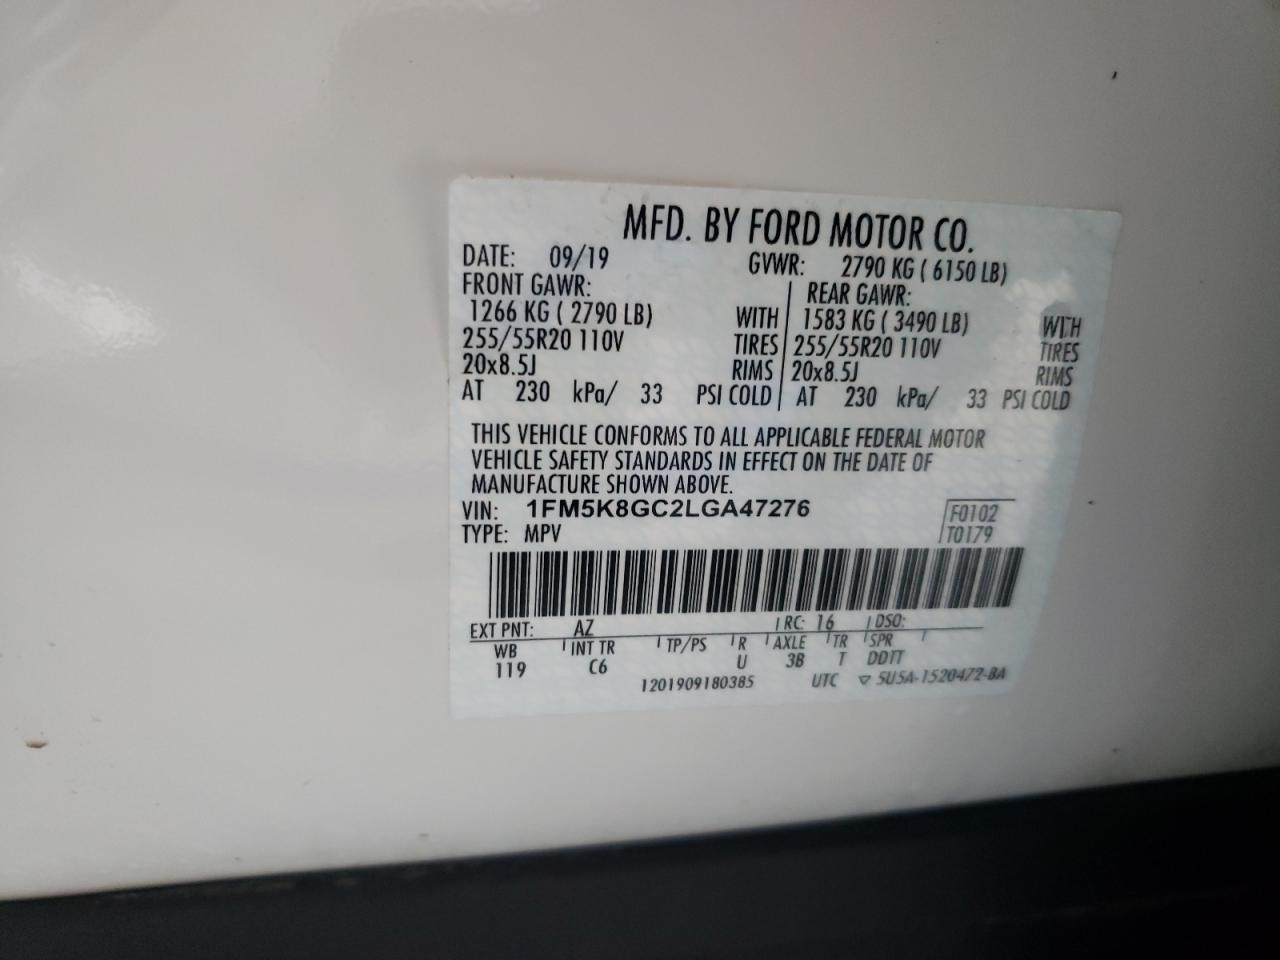 MFD. BY FORD MOTOR CO.
DATE: 09/19 GVWR: 2790 KG ( 6150 LB)
FRONT GAWR: REAR GAWR:
1266 KG ( 2790 LB) WITH 1583 KG ( 3490 LB) WITH
255/55R20 110V TIRES 255/55R20 110V TIRES
20x8.5J RIMS 20x8.5J RIMS
AT 230 kPa/ 33 PSI COLD AT 230 kPa/ 33 PSI COLD
THIS VEHICLE CONFORMS TO ALL APPLICABLE FEDERAL MOTOR
VEHICLE SAFETY STANDARDS IN EFFECT ON THE DATE OF
MANUFACTURE SHOWN ABOVE.
VIN: 1FM5K8GC2LGA47276 F0102
TYPE: MPV T0179
EXT PNT: AZ RC: 16 DSO:
WB INT TR TP/PS R AXLE TR SPR
119 C6 U 3B T DDTT
1201909180385 UTC ▽ 5U5A-1520472-BA